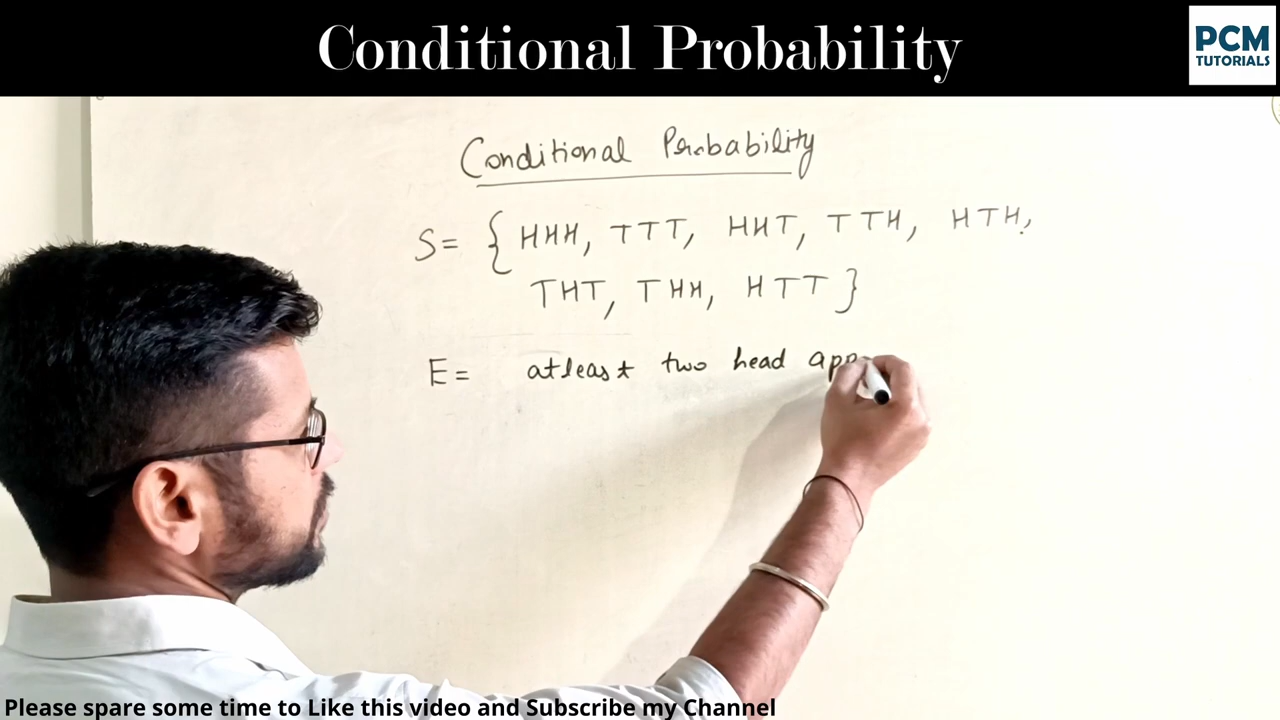 Conditional Probability
PCM
TUTORIALS
Conditional Probability
S= { HHH, TTT, HHT, TTH, HTH,
THT, THH, HTT }
E= atleast two head app
Please spare some time to Like this video and Subscribe my Channel